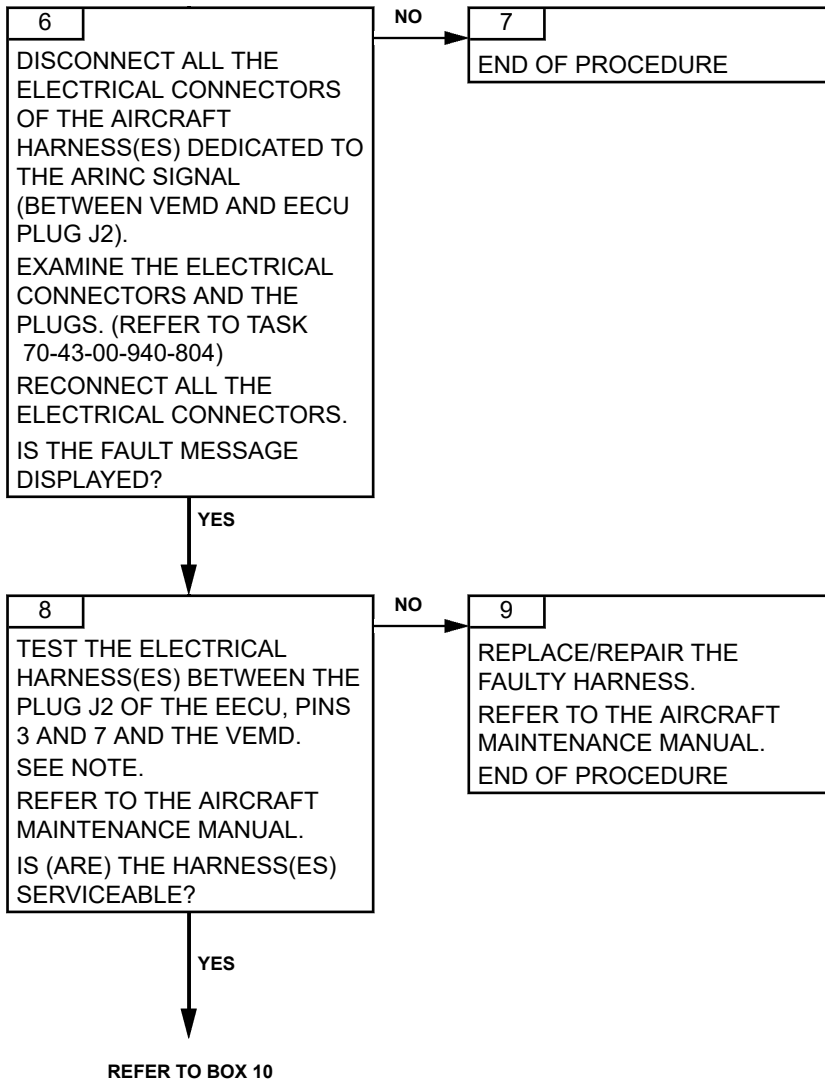 6
DISCONNECT ALL THE
ELECTRICAL CONNECTORS
OF THE AIRCRAFT
HARNESS(ES) DEDICATED TO
THE ARINC SIGNAL
(BETWEEN VEMD AND EECU
PLUG J2).
EXAMINE THE ELECTRICAL
CONNECTORS AND THE
PLUGS. (REFER TO TASK
70-43-00-940-804)
RECONNECT ALL THE
ELECTRICAL CONNECTORS.
IS THE FAULT MESSAGE
DISPLAYED?
NO
7
END OF PROCEDURE
YES
8
TEST THE ELECTRICAL
HARNESS(ES) BETWEEN THE
PLUG J2 OF THE EECU, PINS
3 AND 7 AND THE VEMD.
SEE NOTE.
REFER TO THE AIRCRAFT
MAINTENANCE MANUAL.
IS (ARE) THE HARNESS(ES)
SERVICEABLE?
NO
9
REPLACE/REPAIR THE
FAULTY HARNESS.
REFER TO THE AIRCRAFT
MAINTENANCE MANUAL.
END OF PROCEDURE
YES
REFER TO BOX 10